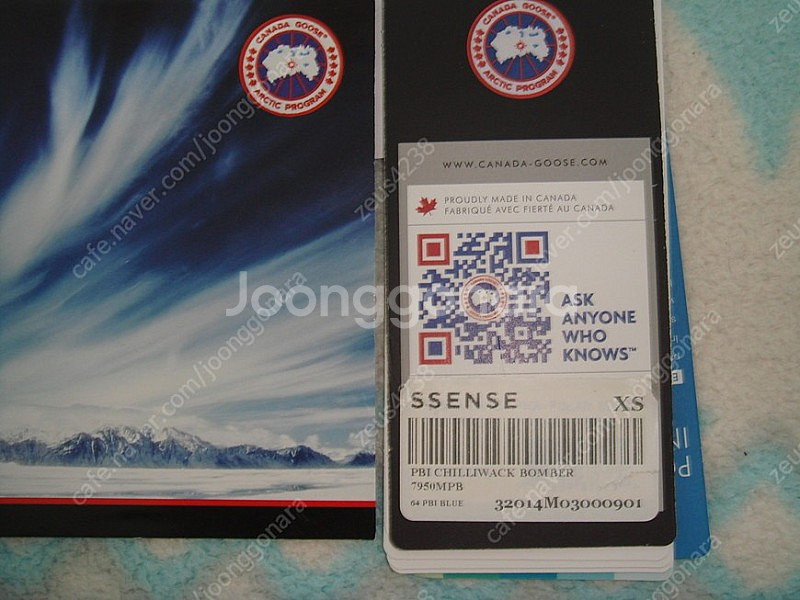 CANADA GOOSE
ARCTIC PROGRAM
CANADA GOOSE
ARCTIC PROGRAM
WWW.CANADA-GOOSE.COM
PROUDLY MADE IN CANADA
FABRIQUÉ AVEC FIERTÉ AU CANADA
ASK
ANYONE
WHO
KNOWS™
SSENSE XS
PBI CHILLIWACK BOMBER
7950MPB
64 PBI BLUE 32014M03000901
Joonggonara
cafe.naver.com/joonggonara
zeus4238